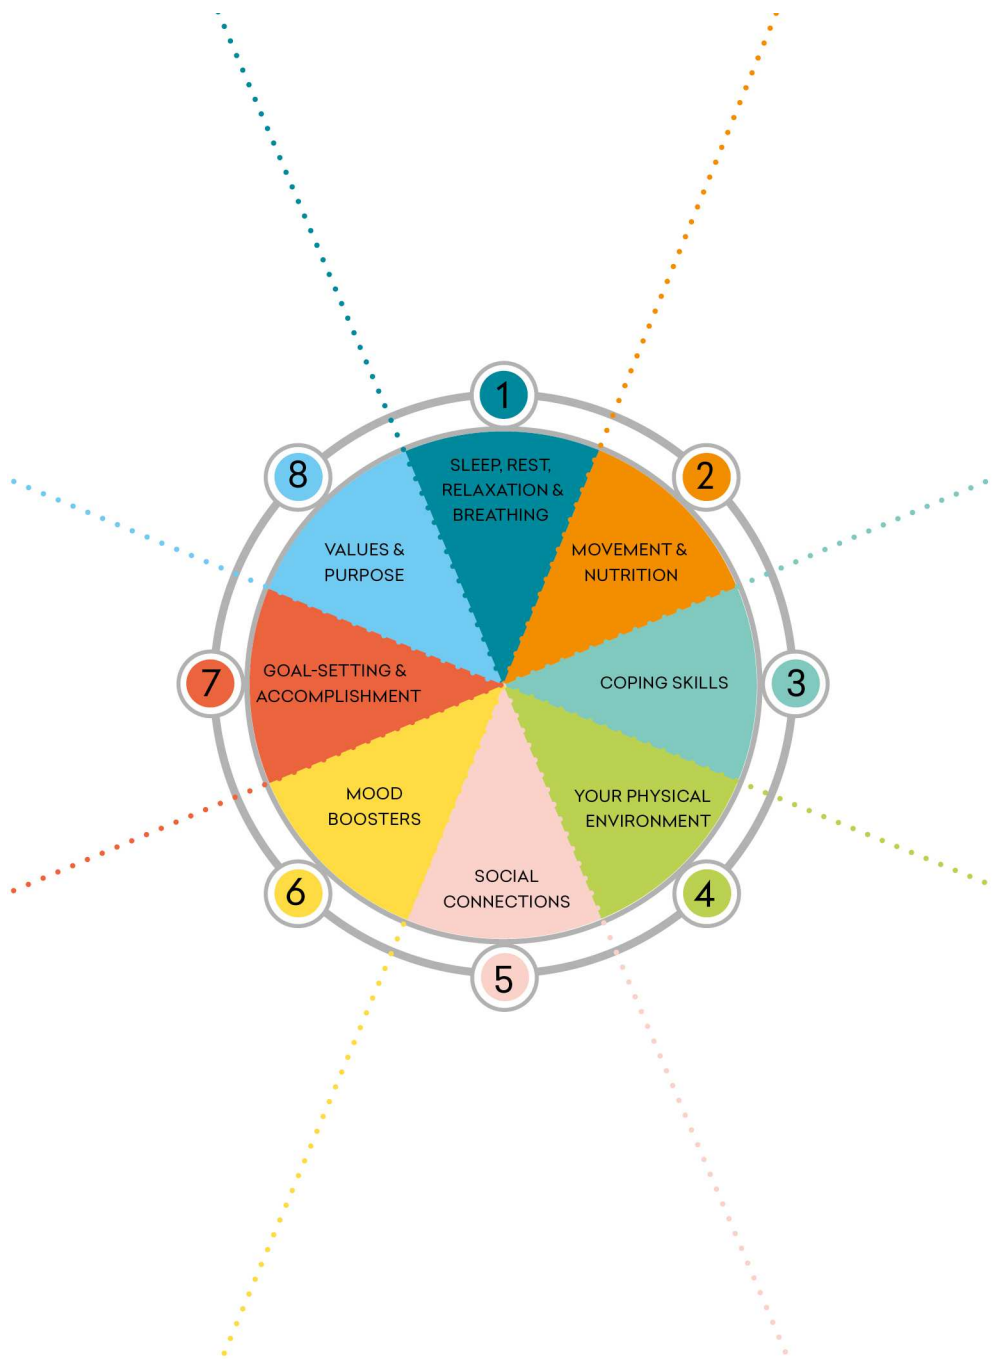 1
SLEEP, REST,
RELAXATION &
BREATHING
2
MOVEMENT &
NUTRITION
3
COPING SKILLS
4
YOUR PHYSICAL
ENVIRONMENT
5
SOCIAL
CONNECTIONS
6
MOOD
BOOSTERS
7
GOAL-SETTING &
ACCOMPLISHMENT
8
VALUES &
PURPOSE